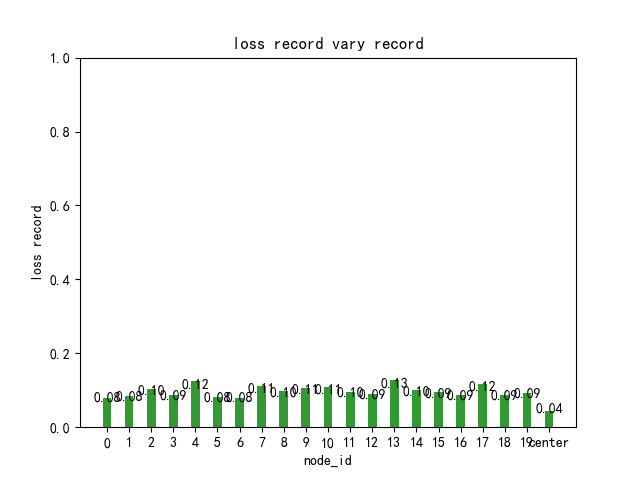 loss record vary record
1.0
0.8
0.6
0.4
0.2
0.0
loss record
0.08 0.08 0.10 0.09 0.12 0.08 0.08 0.11 0.10 0.11 0.11 0.10 0.09 0.13 0.10 0.09 0.09 0.12 0.09 0.09 0.04
0 1 2 3 4 5 6 7 8 9 10 11 12 13 14 15 16 17 18 19 center
node_id